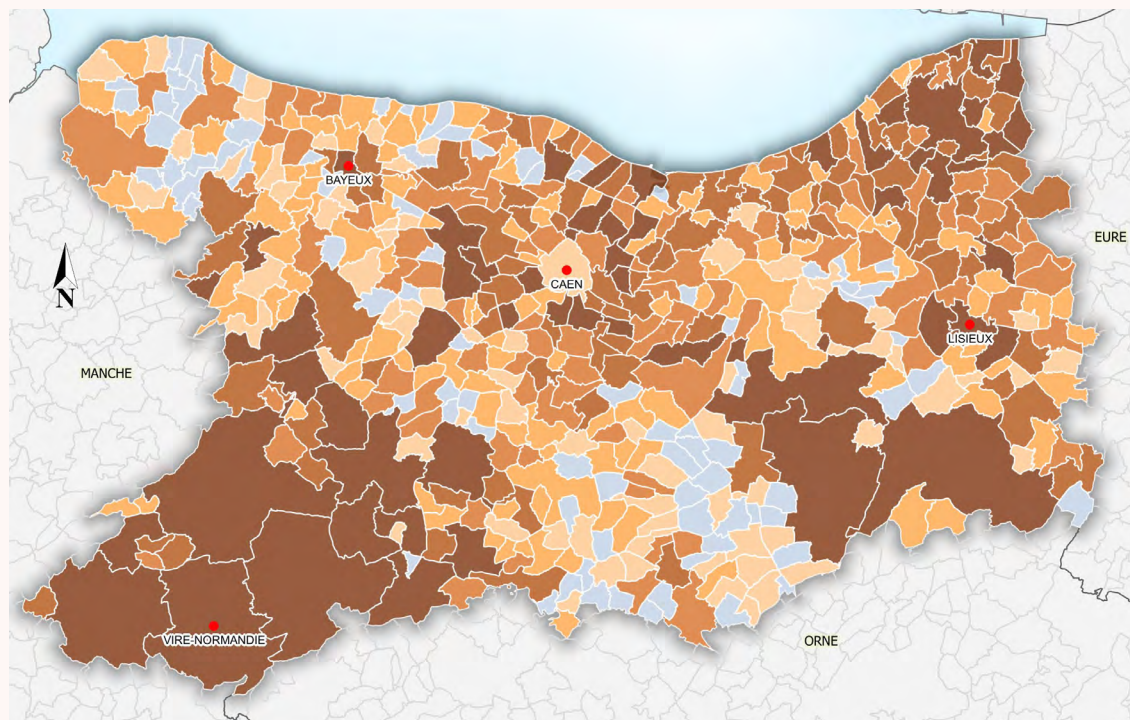 BAYEUX
EURE
N
CAEN
LISIEUX
MANCHE
VIRE-NORMANDIE
ORNE